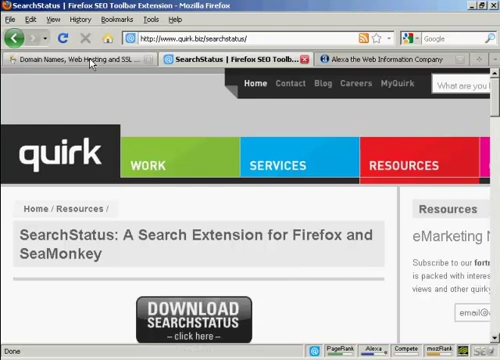 SearchStatus | Firefox SEO Toolbar Extension - Mozilla Firefox
File Edit View History Bookmarks Tools Help
http://www.quirk.biz/searchstatus/
Google
Domain Names, Web Hosting and SSL ...
SearchStatus | Firefox SEO Toolb...
Alexa the Web Information Company
Home Contact Blog Careers MyQuirk
What are you
quirk
WORK
SERVICES
RESOURCES
Home / Resources /
SearchStatus: A Search Extension for Firefox and
SeaMonkey
DOWNLOAD
SEARCHSTATUS
– click here –
Resources
eMarketing N
Subscribe to our fortn
is packed with interes
views and other quirky
email@
Done
PageRank
Alexa
Compete
mozRank